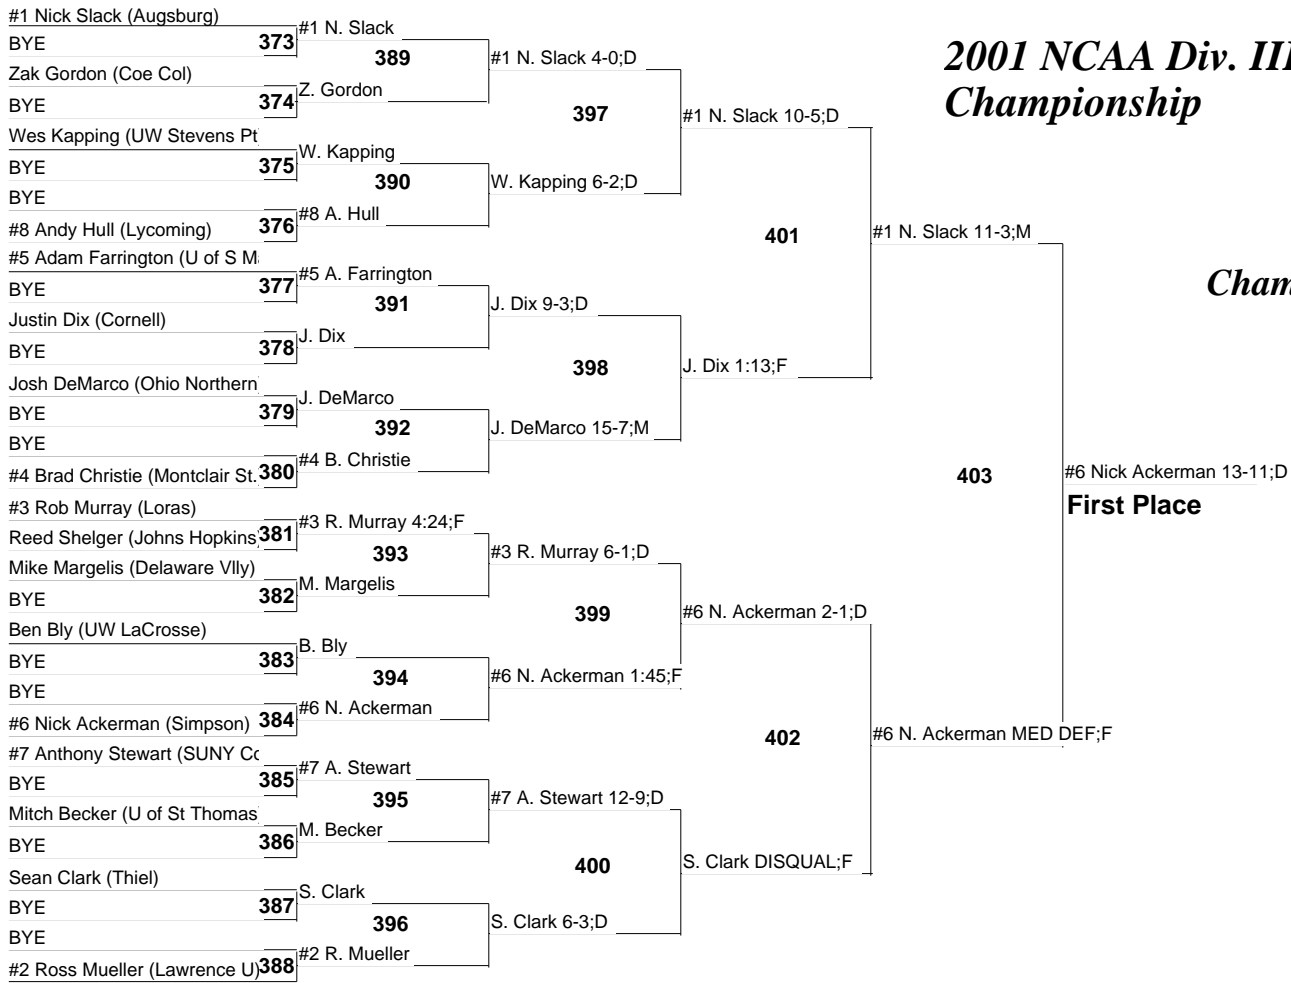 #1 Nick Slack (Augsburg)
BYE
373
Zak Gordon (Coe Col)
BYE
374
Wes Kapping (UW Stevens Pt
BYE
375
BYE
#8 Andy Hull (Lycoming)
376
#5 Adam Farrington (U of S
BYE
377
Justin Dix (Cornell)
BYE
378
Josh DeMarco (Ohio Northern
BYE
379
BYE
#4 Brad Christie (Montclair St.
380
#3 Rob Murray (Loras)
Reed Shelger (Johns Hopkins
381
Mike Margelis (Delaware Vlly)
BYE
382
Ben Bly (UW LaCrosse)
BYE
383
BYE
#6 Nick Ackerman (Simpson)
384
#7 Anthony Stewart (SUNY
BYE
385
Mitch Becker (U of St Thomas
BYE
386
Sean Clark (Thiel)
BYE
387
BYE
#2 Ross Mueller (Lawrence U)
388
#1 N. Slack
389
Z. Gordon
W. Kapping
390
#8 A. Hull
#5 A. Farrington
391
J. Dix
J. DeMarco
392
#4 B. Christie
#3 R. Murray 4:24;F
393
M. Margelis
B. Bly
394
#6 N. Ackerman
#7 A. Stewart
395
M. Becker
S. Clark
396
#2 R. Mueller
#1 N. Slack 4-0;D
397
W. Kapping 6-2;D
J. Dix 9-3;D
398
J. DeMarco 15-7;M
#3 R. Murray 6-1;D
399
#6 N. Ackerman 1:45;F
#7 A. Stewart 12-9;D
400
S. Clark 6-3;D
#1 N. Slack 10-5;D
401
J. Dix 1:13;F
#6 N. Ackerman 2-1;D
402
S. Clark DISQUAL;F
#1 N. Slack 11-3;M
403
#6 N. Ackerman MED DEF;F
#6 Nick Ackerman 13-11;D
First Place
2001 NCAA Div. III
Championship
Cham